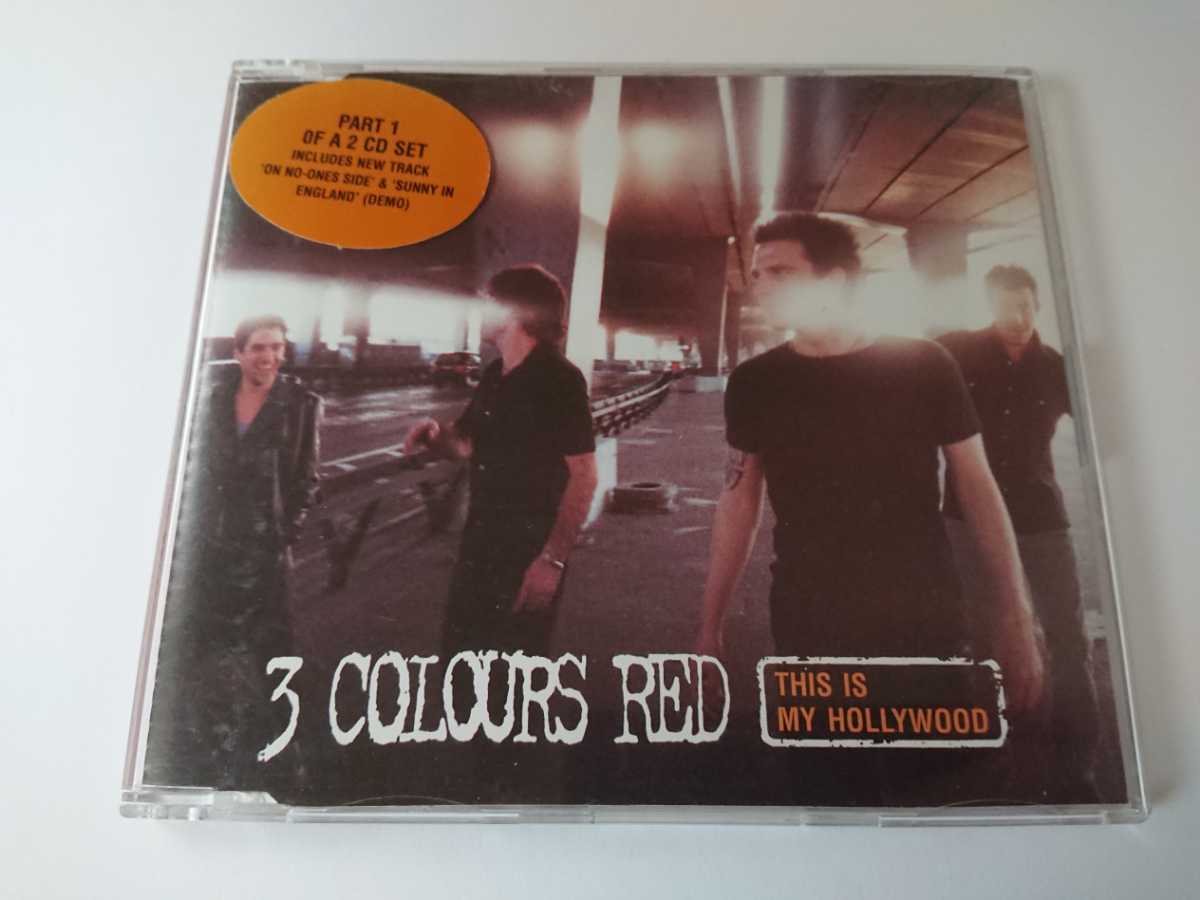 PART 1
OF A 2 CD SET
INCLUDES NEW TRACK
'ON NO-ONES SIDE' & 'SUNNY IN
ENGLAND' (DEMO)
3 COLOURS RED
THIS IS
MY HOLLYWOOD